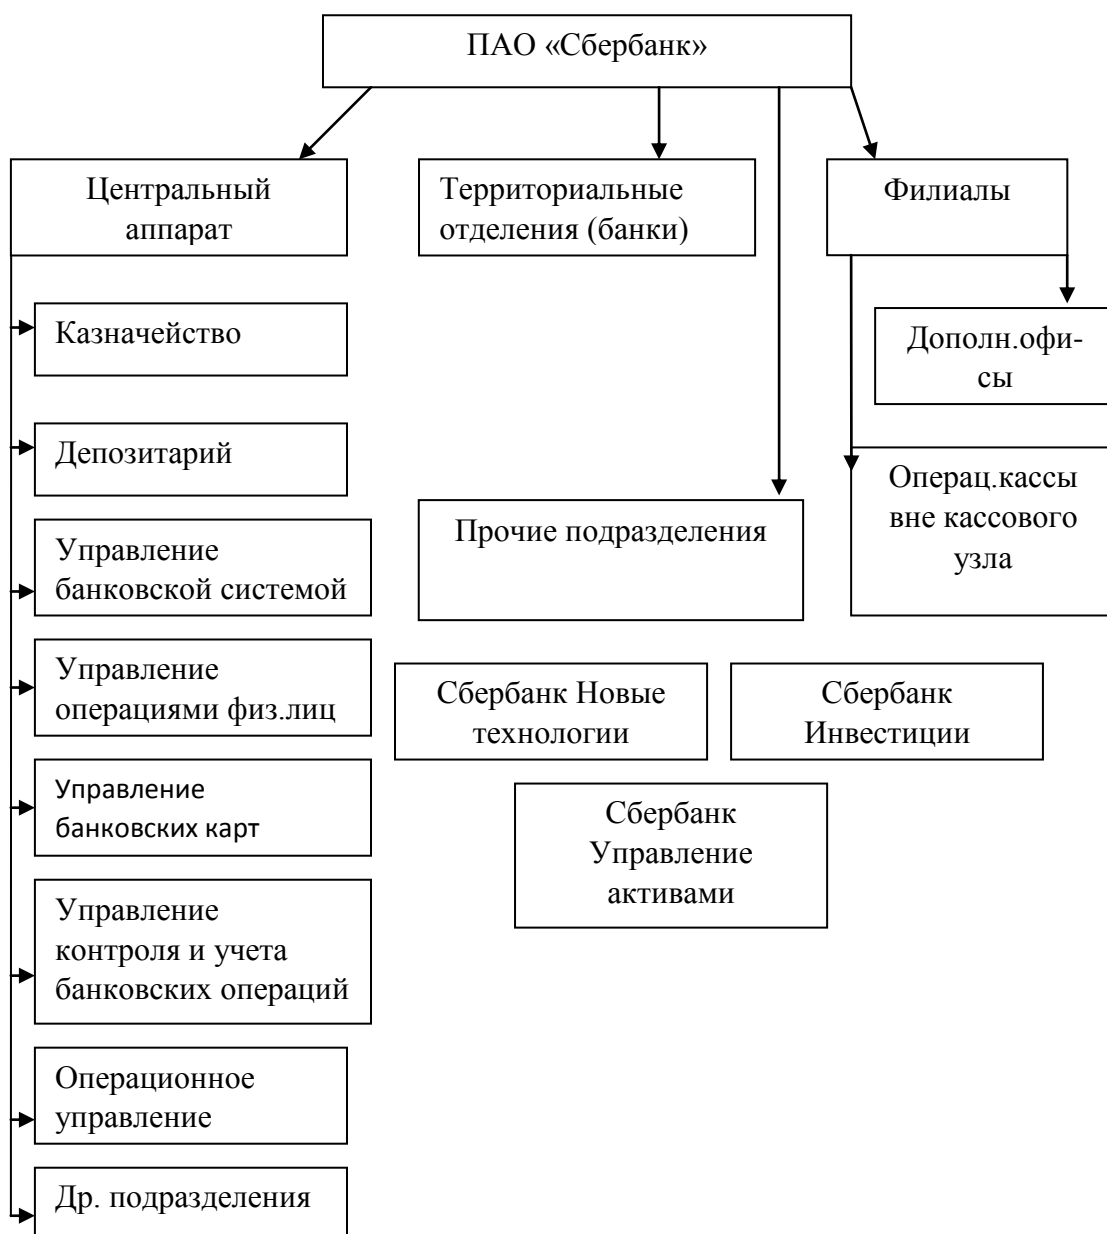 ПАО «Сбербанк»
Центральный
аппарат
Территориальные
отделения (банки)
Филиалы
Казначейство
Дополн.офи-
сы
Депозитарий
Операц.кассы
вне кассового
узла
Прочие подразделения
Управление
банковской системой
Управление
операциями физ.лиц
Сбербанк Новые
технологии
Сбербанк
Инвестиции
Управление
банковских карт
Сбербанк
Управление
активами
Управление
контроля и учета
банковских операций
Операционное
управление
Др. подразделения